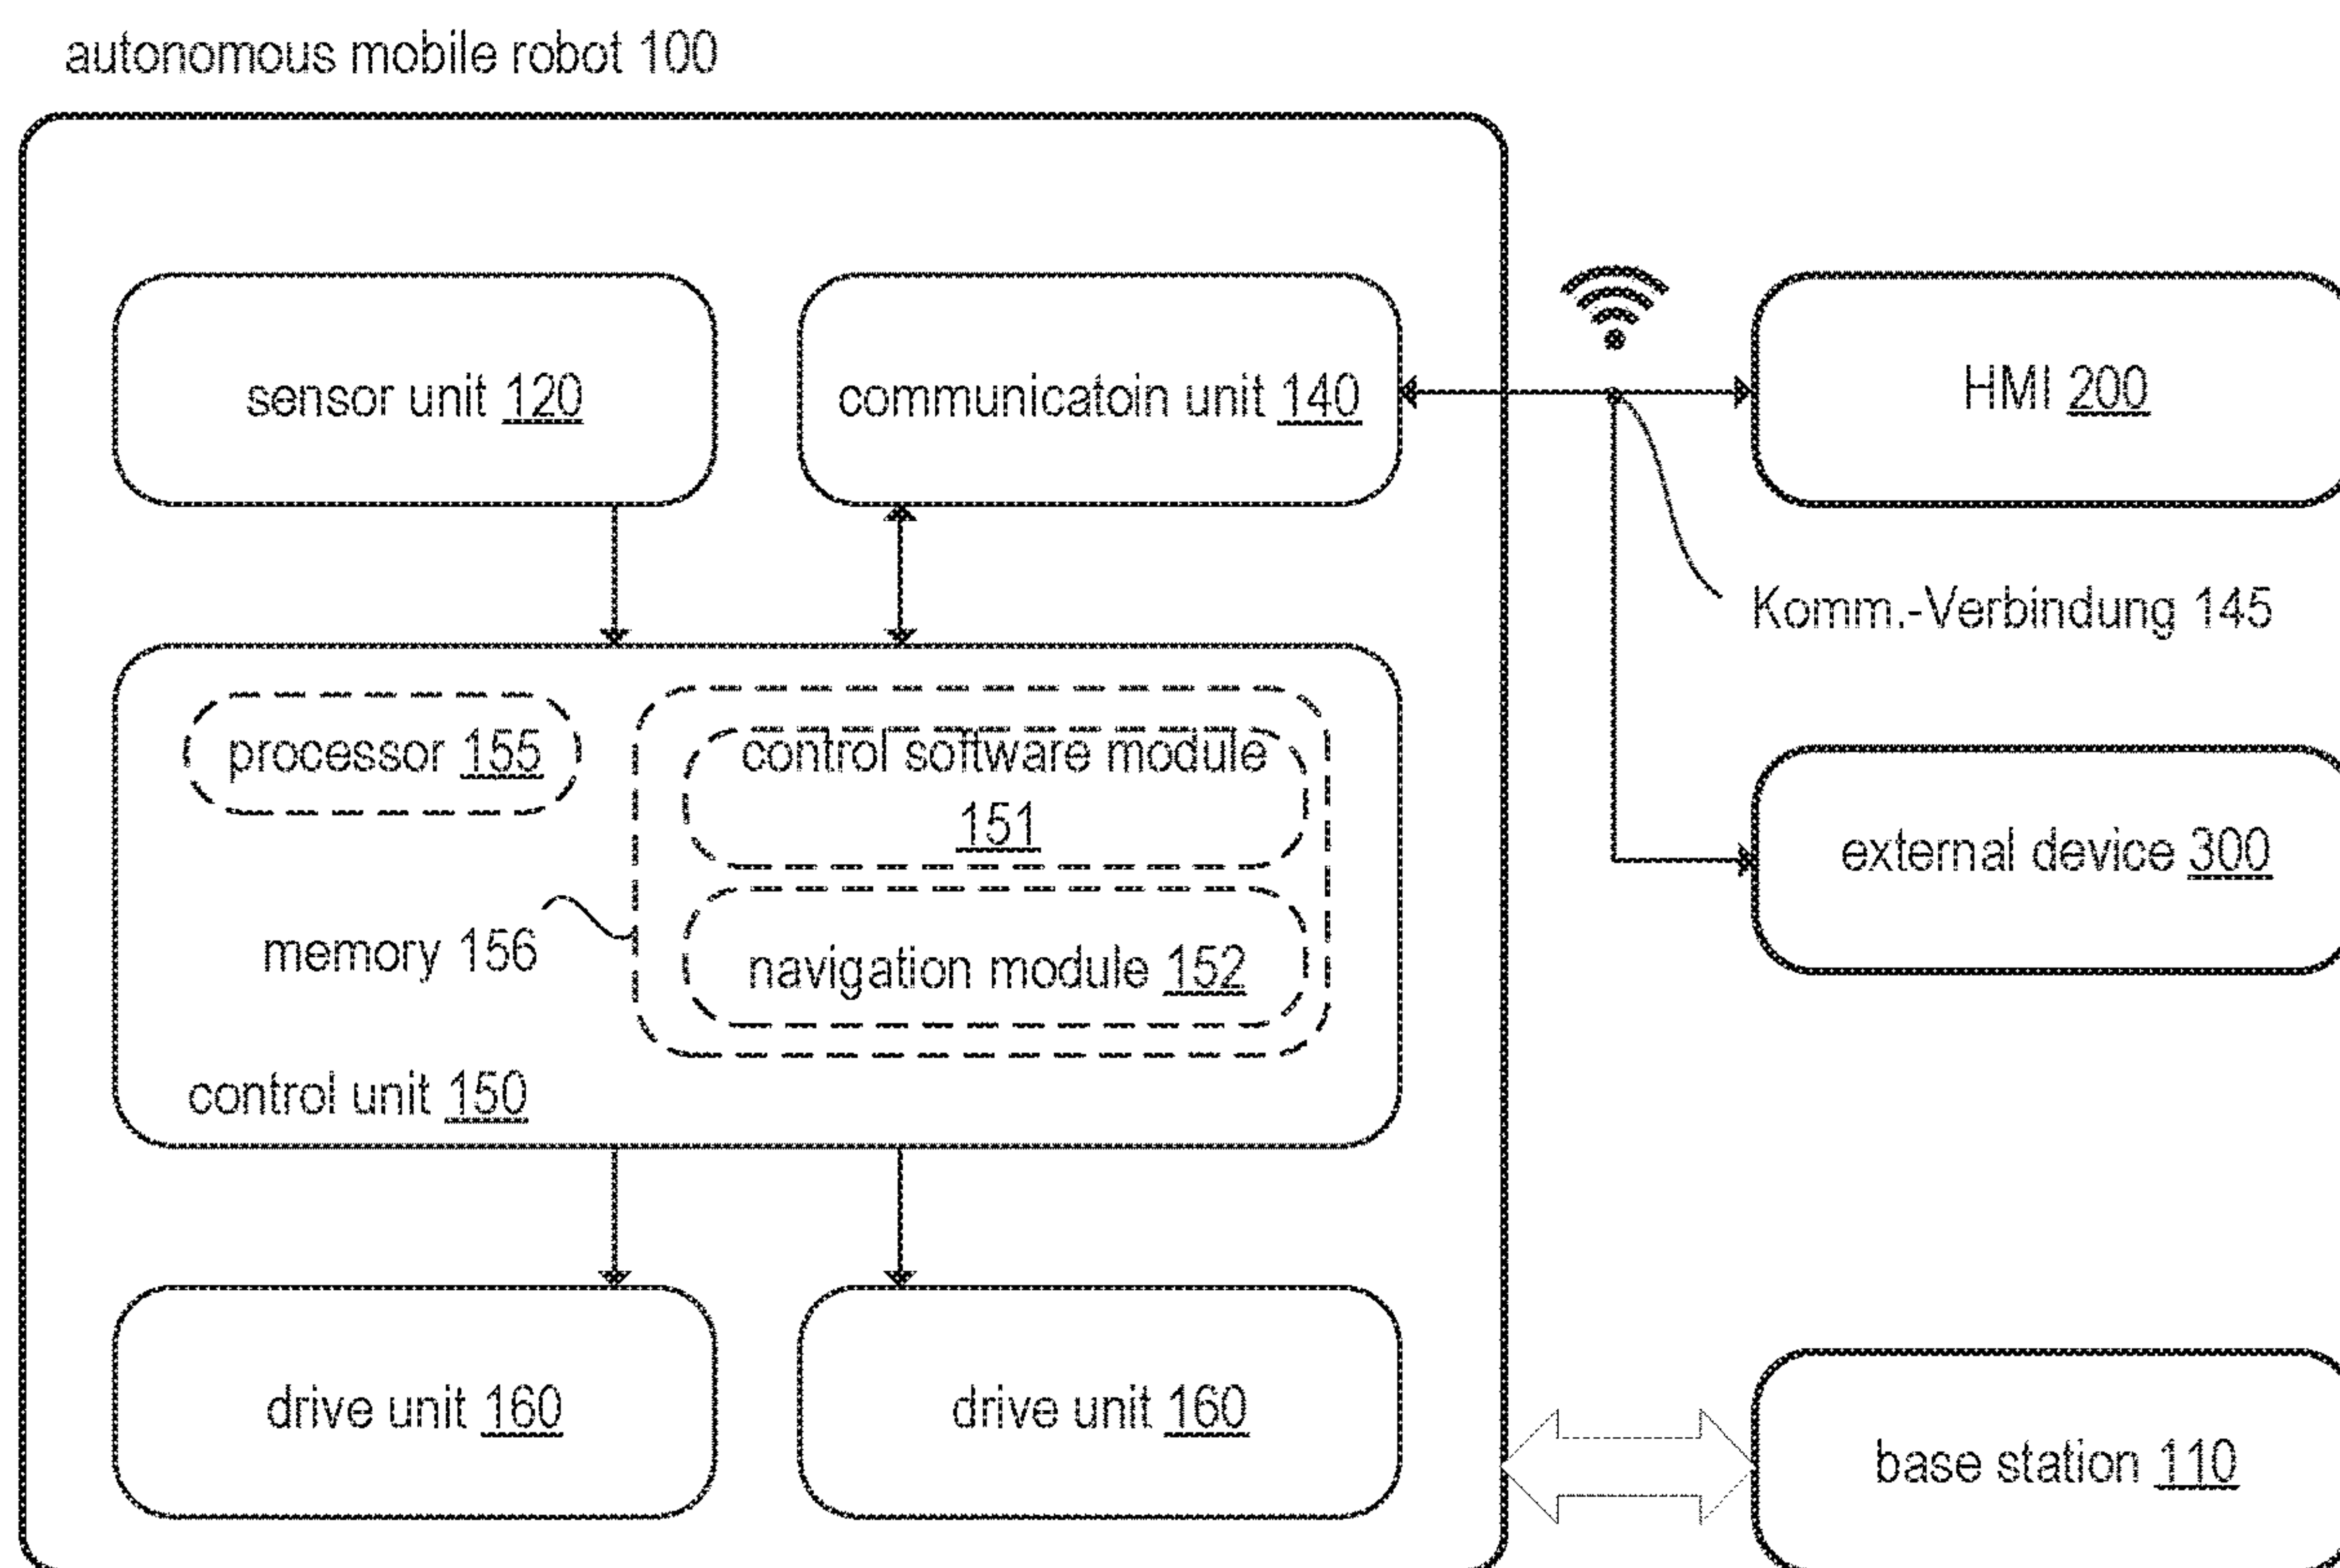 autonomous mobile robot 100
sensor unit 120
communicatoin unit 140
HMI 200
Komm.-Verbindung 145
processor 155
control software module
151
external device 300
memory 156
navigation module 152
control unit 150
drive unit 160
drive unit 160
base station 110